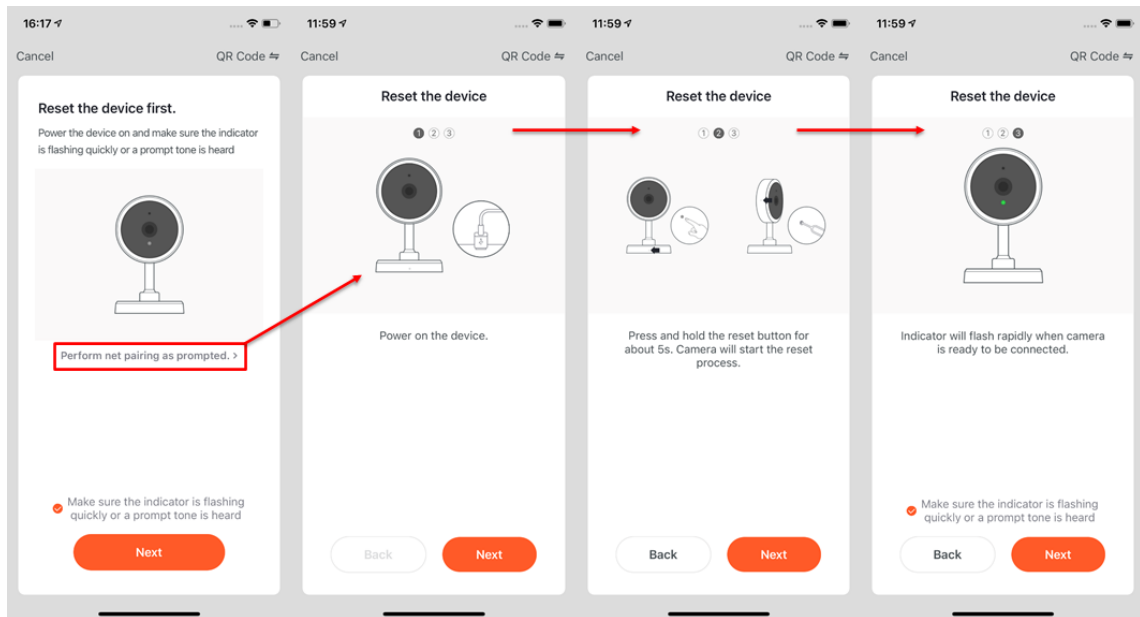 16:17
Cancel
QR Code ⇋
Reset the device first.
Power the device on and make sure the indicator
is flashing quickly or a prompt tone is heard
Perform net pairing as prompted. >
Make sure the indicator is flashing
quickly or a prompt tone is heard
Next
11:59
Cancel
QR Code ⇋
Reset the device
1 2 3
Power on the device.
Back
Next
11:59
Cancel
QR Code ⇋
Reset the device
1 2 3
Press and hold the reset button for
about 5s. Camera will start the reset
process.
Back
Next
11:59
Cancel
QR Code ⇋
Reset the device
1 2 3
Indicator will flash rapidly when camera
is ready to be connected.
Make sure the indicator is flashing
quickly or a prompt tone is heard
Back
Next